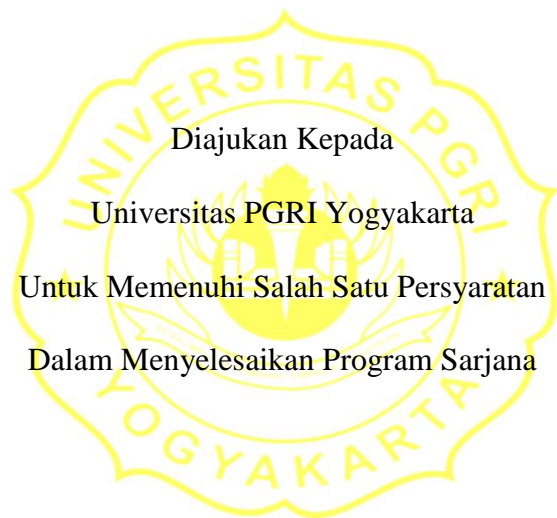 UNIVERSITAS PGRI
Diajukan Kepada
Universitas PGRI Yogyakarta
Untuk Memenuhi Salah Satu Persyaratan
Dalam Menyelesaikan Program Sarjana
YOGYAKARTA